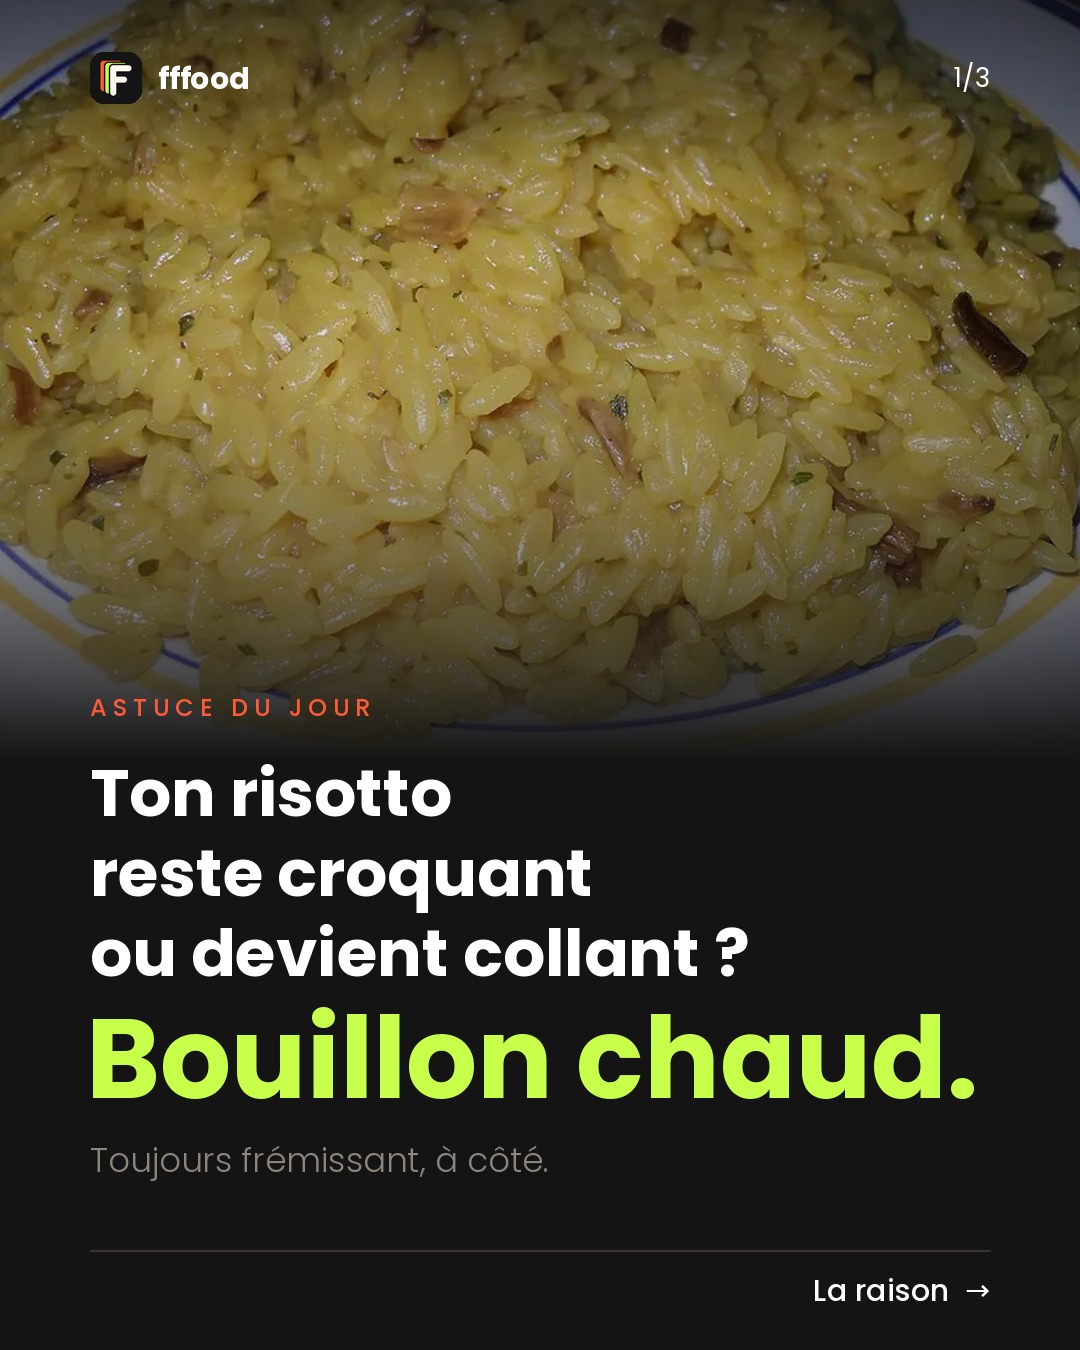 fffood
1/3
ASTUCE DU JOUR
Ton risotto
reste croquant
ou devient collant ?
Bouillon chaud.
Toujours frémissant, à côté.
La raison →